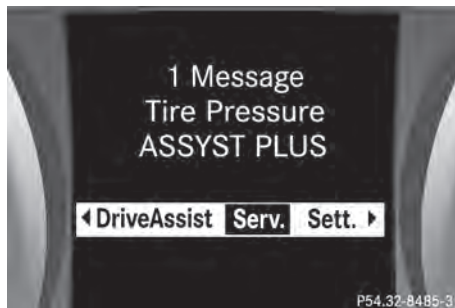 1 Message
Tire Pressure
ASSYST PLUS
DriveAssist Serv. Sett.
P54.32-8485-31